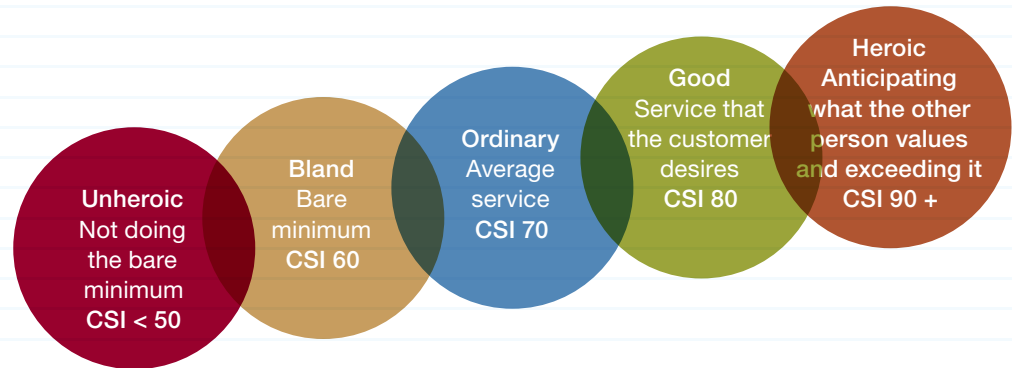 Unheroic
Not doing
the bare
minimum
CSI < 50
Bland
Bare
minimum
CSI 60
Ordinary
Average
service
CSI 70
Good
Service that
the customer
desires
CSI 80
Heroic
Anticipating
what the other
person values
and exceeding it
CSI 90 +